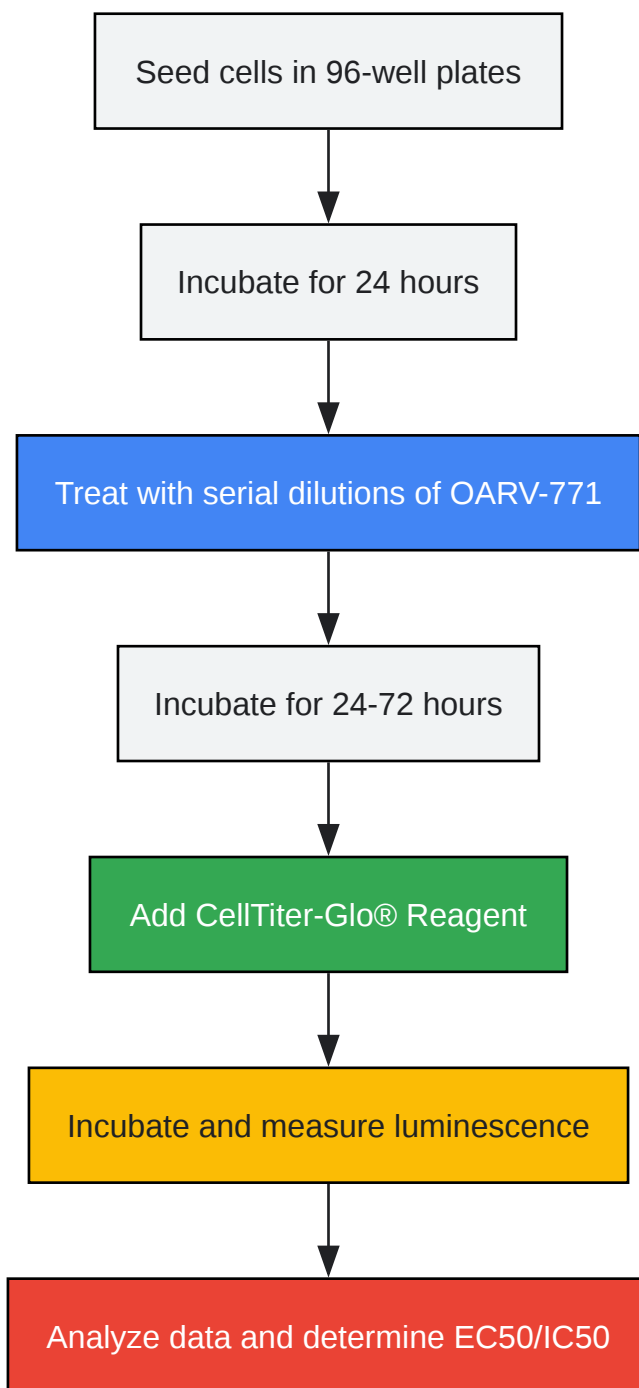 Seed cells in 96-well plates
Incubate for 24 hours
Treat with serial dilutions of OARV-771
Incubate for 24-72 hours
Add CellTiter-Glo® Reagent
Incubate and measure luminescence
Analyze data and determine EC50/IC50